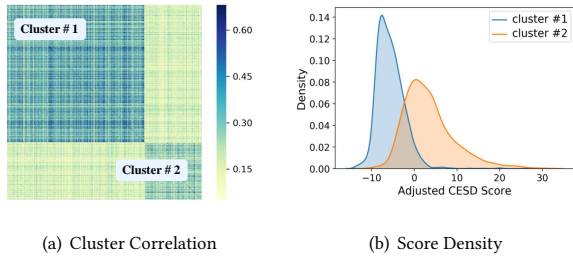 Cluster # 1
Cluster # 2
0.60
0.45
0.30
0.15
(a) Cluster Correlation
cluster #1
cluster #2
Density
0.14
0.12
0.10
0.08
0.06
0.04
0.02
0.00
−10
0
10
20
30
Adjusted CESD Score
(b) Score Density